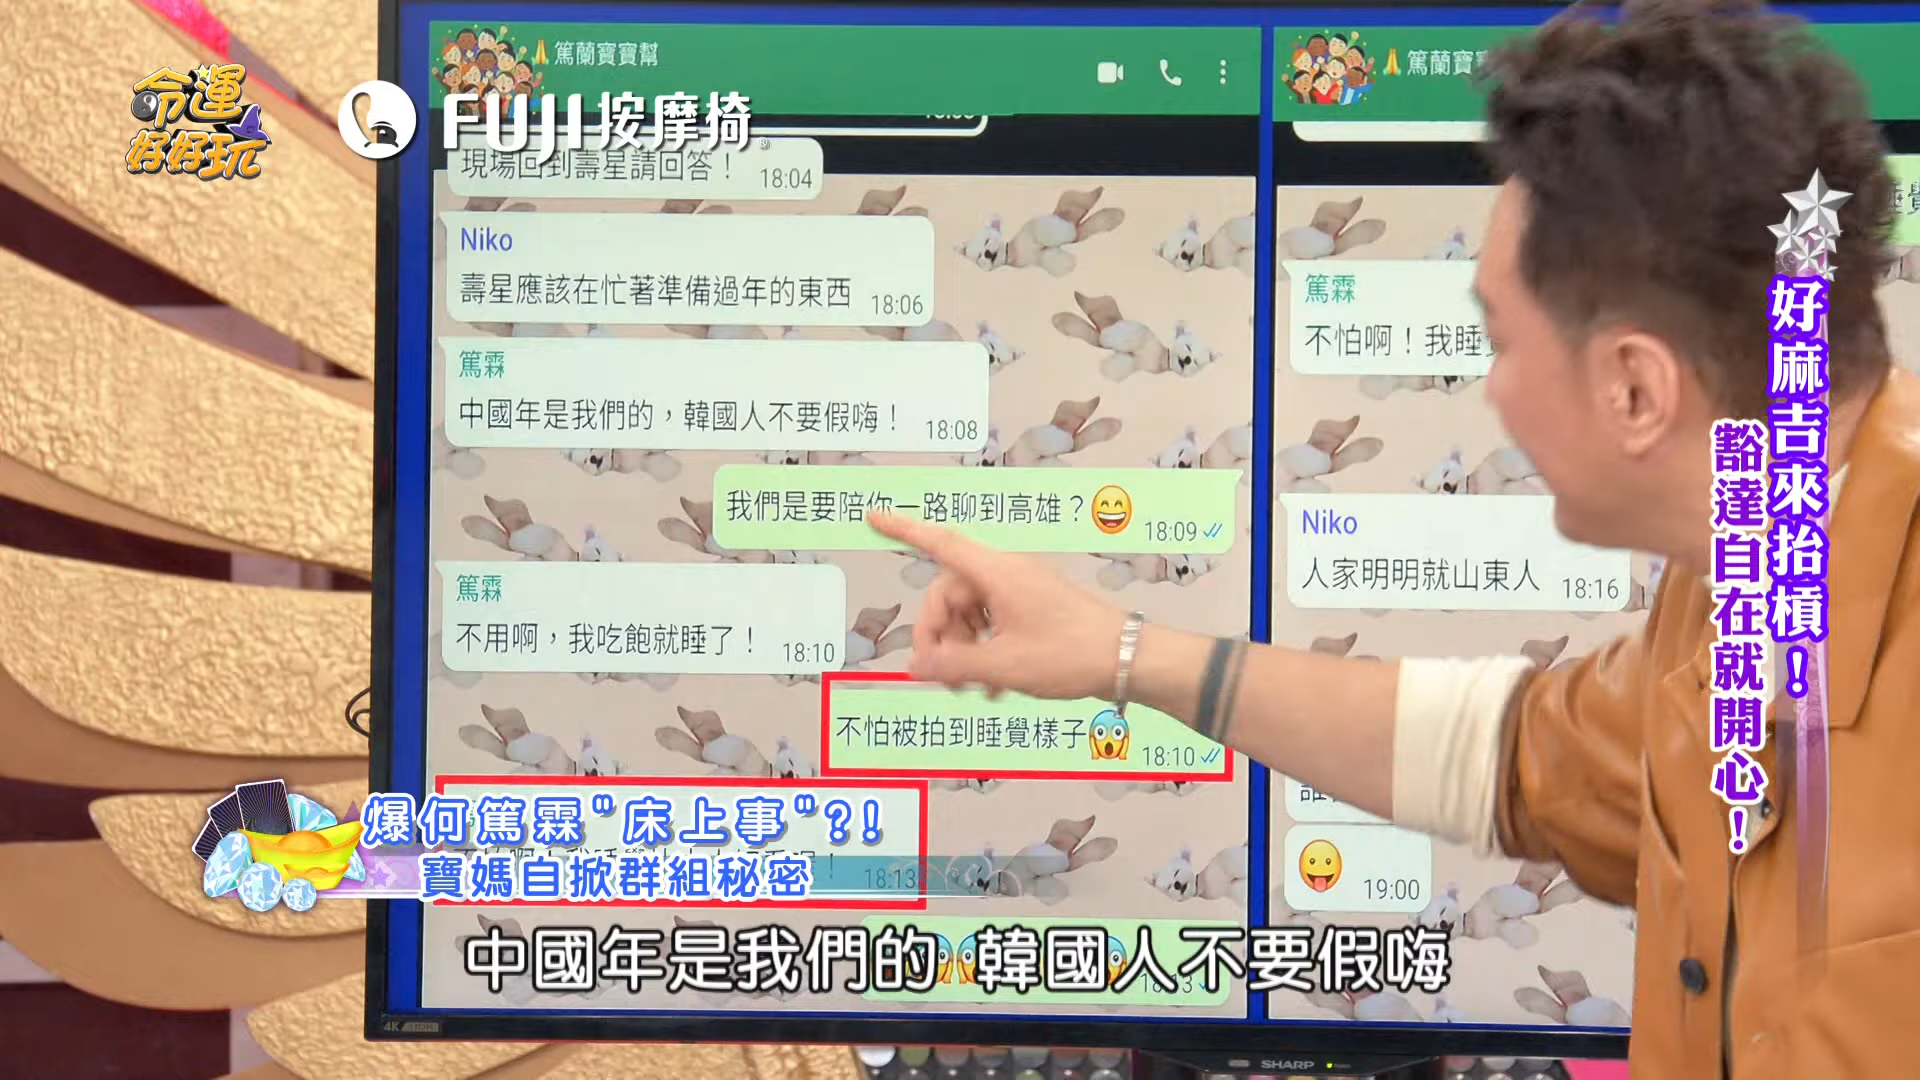 命運
好好玩
FUJI按摩椅
篤蘭寶寶幫
現場回到壽星請回答！ 18:04
Niko
壽星應該在忙著準備過年的東西 18:06
篤霖
中國年是我們的，韓國人不要假嗨！ 18:08
我們是要陪你一路聊到高雄？😄 18:09
篤霖
不用啊，我吃飽就睡了！ 18:10
不怕被拍到睡覺樣子😱 18:10
18:13
18:13
篤蘭寶
篤霖
不怕啊！我睡
Niko
人家明明就山東人 18:16
😛 19:00
好麻吉來抬槓！
豁達自在就開心！
爆何篤霖"床上事"?!
寶媽自掀群組秘密
中國年是我們的 韓國人不要假嗨
4K
SHARP